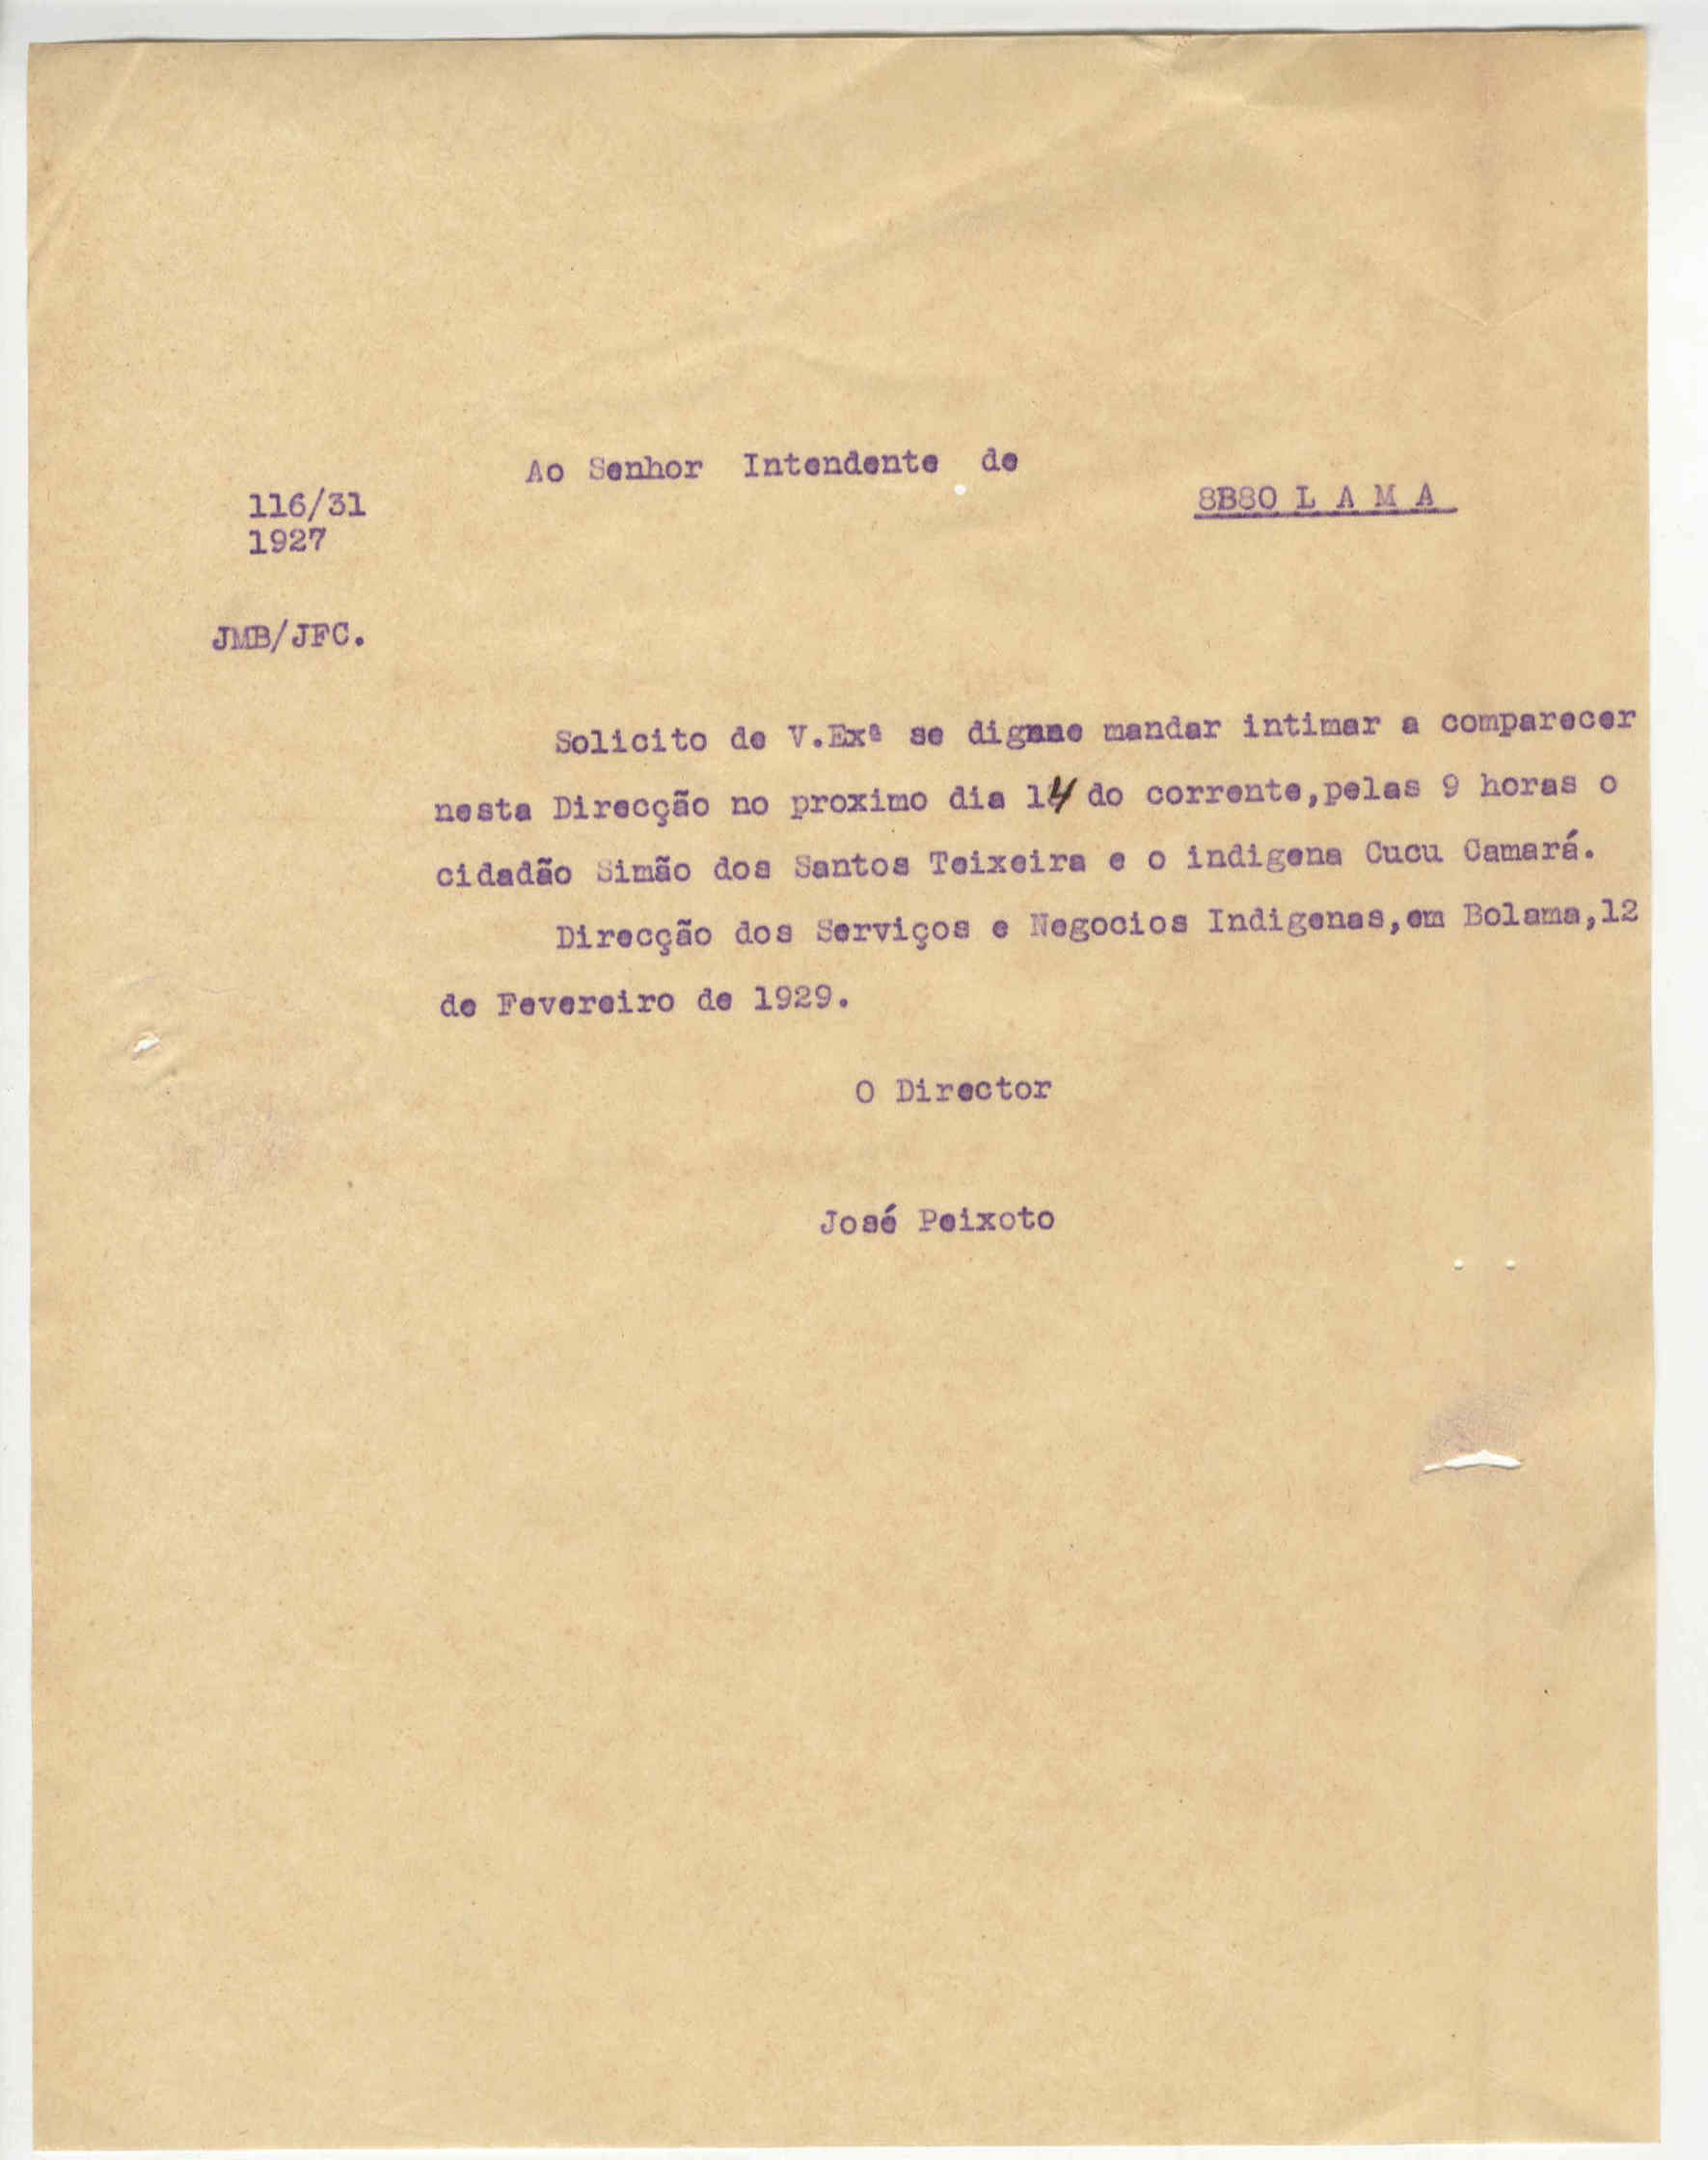 Ao Senhor Intendente de
8B8O L A M A
116/31
1927
JMB/JFC.
Solicito de V.Exª se digne mandar intimar a comparecer
nesta Direcção no proximo dia 14 do corrente,pelas 9 horas o
cidadão Simão dos Santos Teixeira e o indigena Cucu Camará.
Direcção dos Serviços e Negocios Indigenas,em Bolama,12
de Fevereiro de 1929.
O Director
José Peixoto